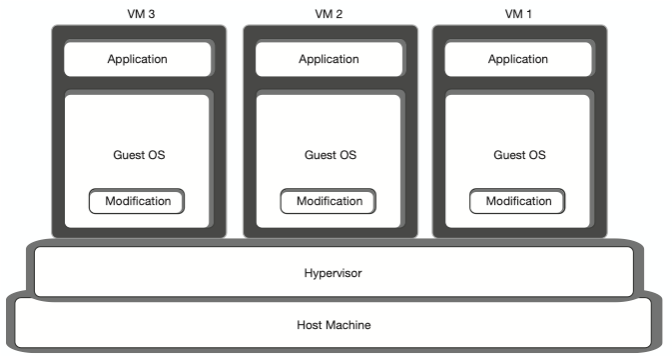 VM 3 VM 2 VM 1
Application Application Application
Guest OS Guest OS Guest OS
Modification Modification Modification
Hypervisor
Host Machine